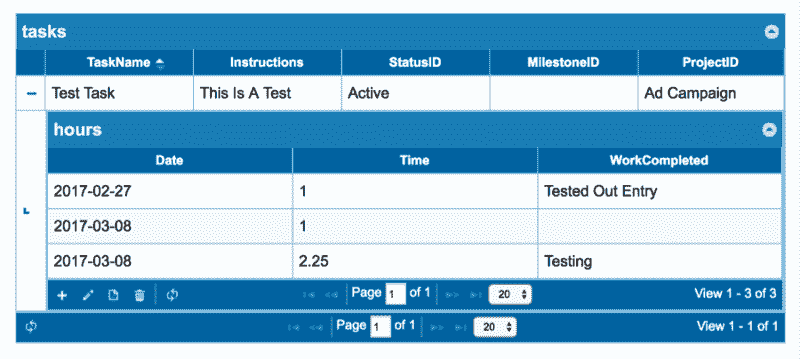 tasks
TaskName Instructions StatusID MilestoneID ProjectID
Test Task This Is A Test Active Ad Campaign
hours
Date Time WorkCompleted
2017-02-27 1 Tested Out Entry
2017-03-08 1
2017-03-08 2.25 Testing
Page 1 of 1 20 View 1 - 3 of 3
Page 1 of 1 20 View 1 - 1 of 1